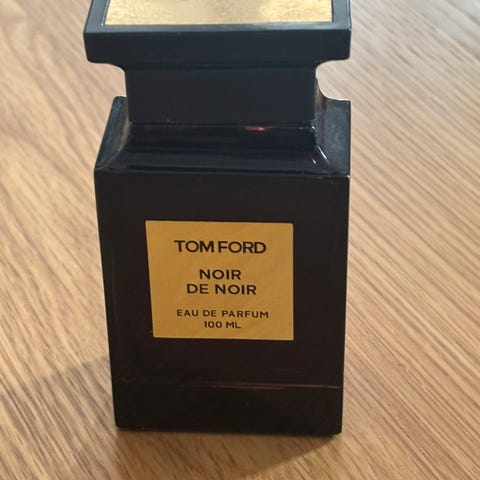 TOM FORD
NOIR
DE NOIR
EAU DE PARFUM
100 ML